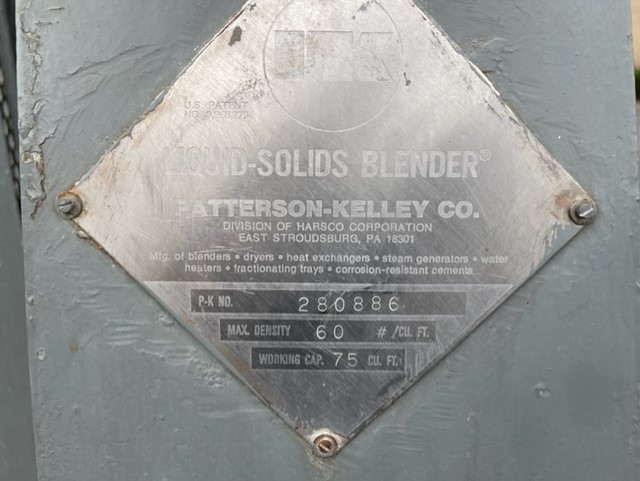 PK
U.S. PATENT
LIQUID-SOLIDS BLENDER®
PATTERSON-KELLEY CO.
DIVISION OF HARSCO CORPORATION
EAST STROUDSBURG, PA 18301
Mfg. of blenders • dryers • heat exchangers • steam generators • water
heaters • fractionating trays • corrosion-resistant cements
P-K NO. 280886
MAX. DENSITY 60 #/CU. FT.
WORKING CAP. 75 CU. FT.